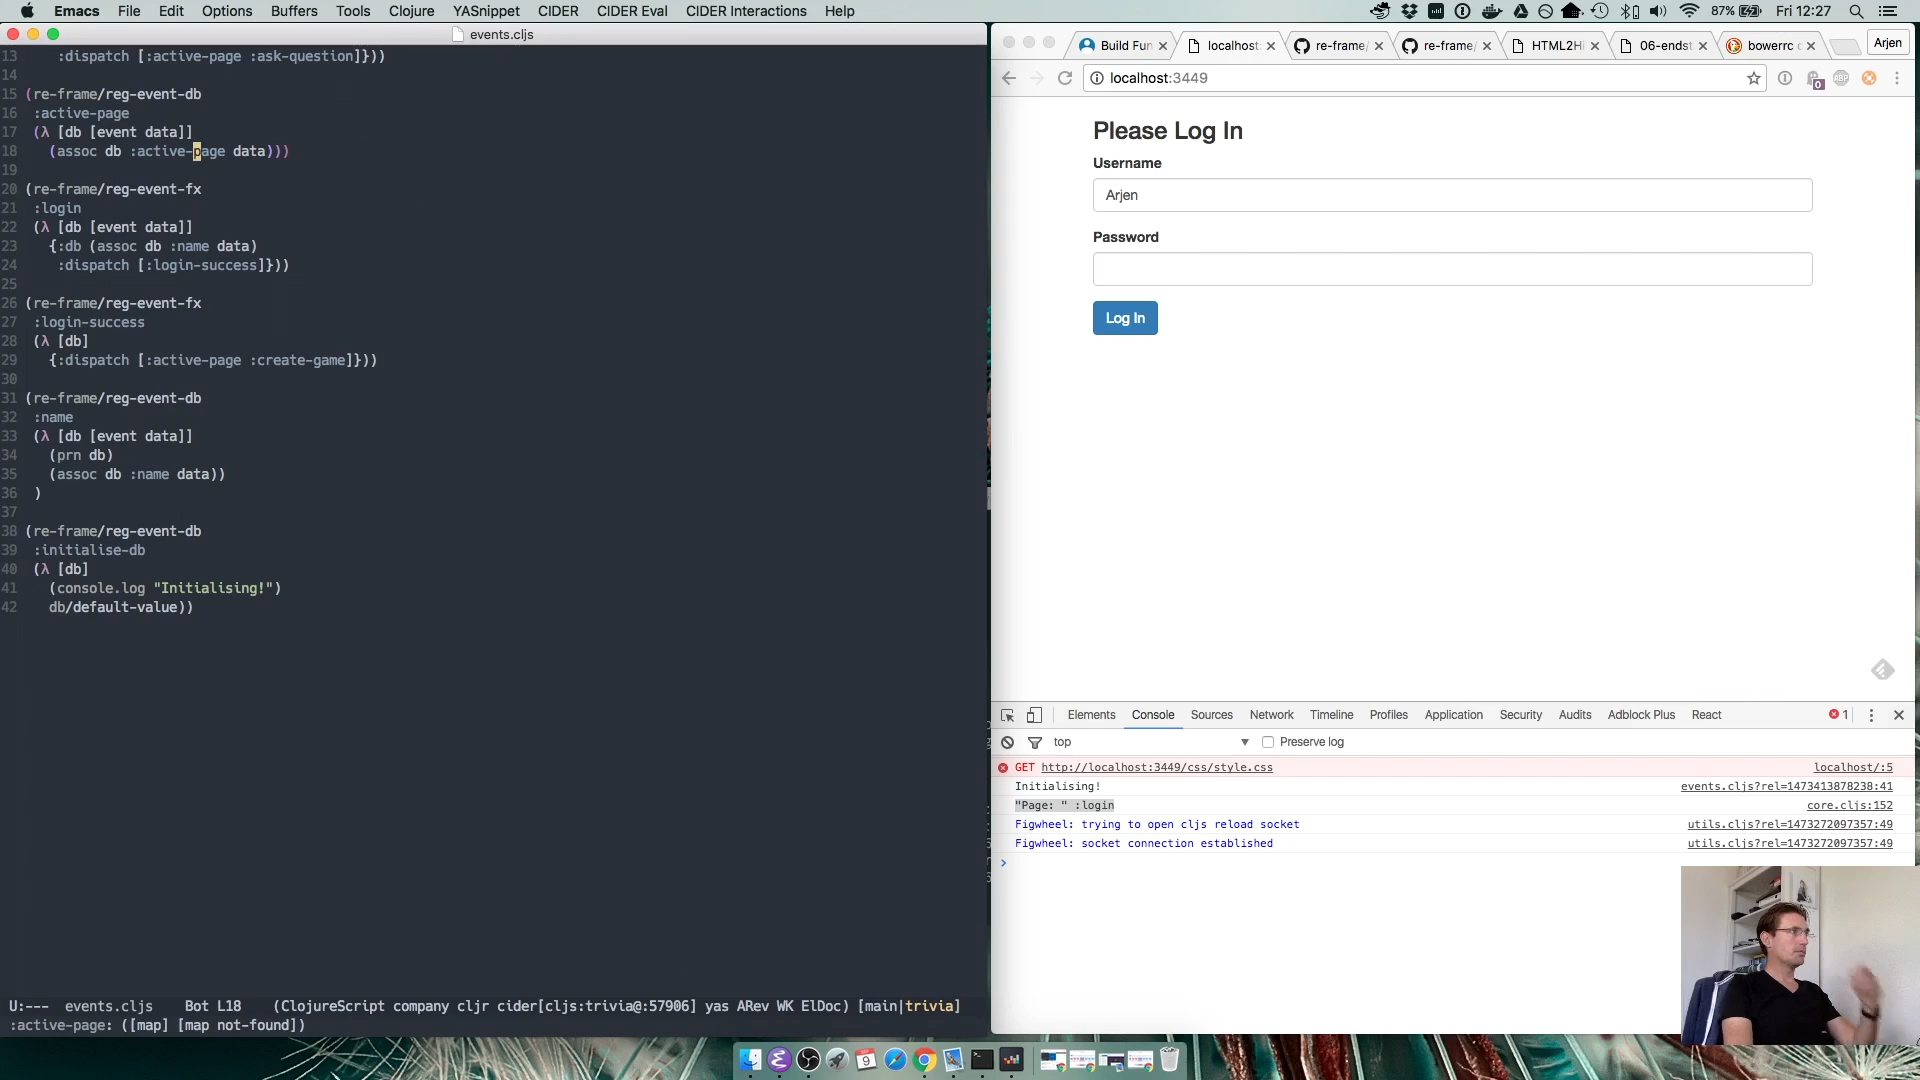 Emacs File Edit Options Buffers Tools Clojure YASnippet CIDER CIDER Eval CIDER Interactions Help
87% Fri 12:27
events.cljs
13 :dispatch [:active-page :ask-question]}))
14
15 (re-frame/reg-event-db
16 :active-page
17 (λ [db [event data]]
18 (assoc db :active-page data)))
19
20 (re-frame/reg-event-fx
21 :login
22 (λ [db [event data]]
23 {:db (assoc db :name data)
24 :dispatch [:login-success]}))
25
26 (re-frame/reg-event-fx
27 :login-success
28 (λ [db]
29 {:dispatch [:active-page :create-game]}))
30
31 (re-frame/reg-event-db
32 :name
33 (λ [db [event data]]
34 (prn db)
35 (assoc db :name data))
36 )
37
38 (re-frame/reg-event-db
39 :initialise-db
40 (λ [db]
41 (console.log "Initialising!")
42 db/default-value))
U:--- events.cljs Bot L18 (ClojureScript company cljr cider[cljs:trivia@:57906] yas ARev WK ElDoc) [main|trivia]
:active-page: ([map] [map not-found])
Build Fun localhost: re-frame/ re-frame/ HTML2Hi 06-endst bowerrc Arjen
localhost:3449
ABP
0
Please Log In
Username
Arjen
Password
Log In
Elements Console Sources Network Timeline Profiles Application Security Audits Adblock Plus React 1
top Preserve log
GET http://localhost:3449/css/style.css localhost/:5
Initialising! events.cljs?rel=1473413878238:41
"Page: " :login core.cljs:152
Figwheel: trying to open cljs reload socket utils.cljs?rel=1473272097357:49
Figwheel: socket connection established utils.cljs?rel=1473272097357:49
>
9